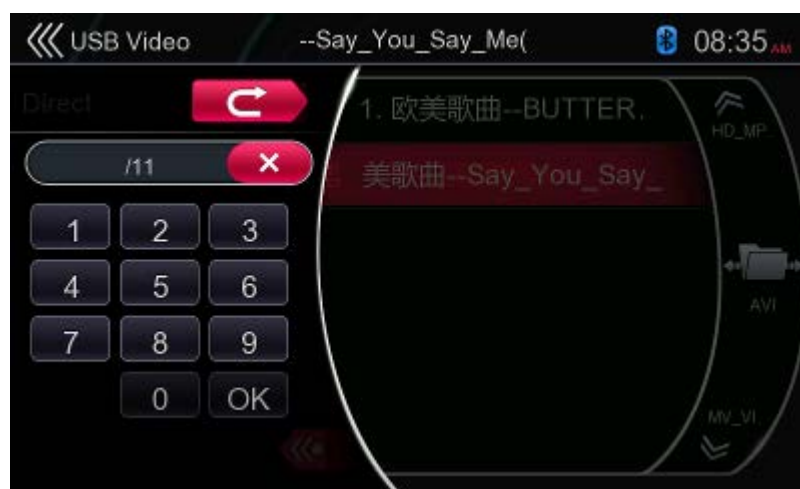 USB Video
--Say_You_Say_Me(
08:35 AM
Direct
/11
1 2 3
4 5 6
7 8 9
0 OK
1. 欧美歌曲--BUTTER.
美歌曲--Say_You_Say_
HD_MP.
AVI
MV_VI.